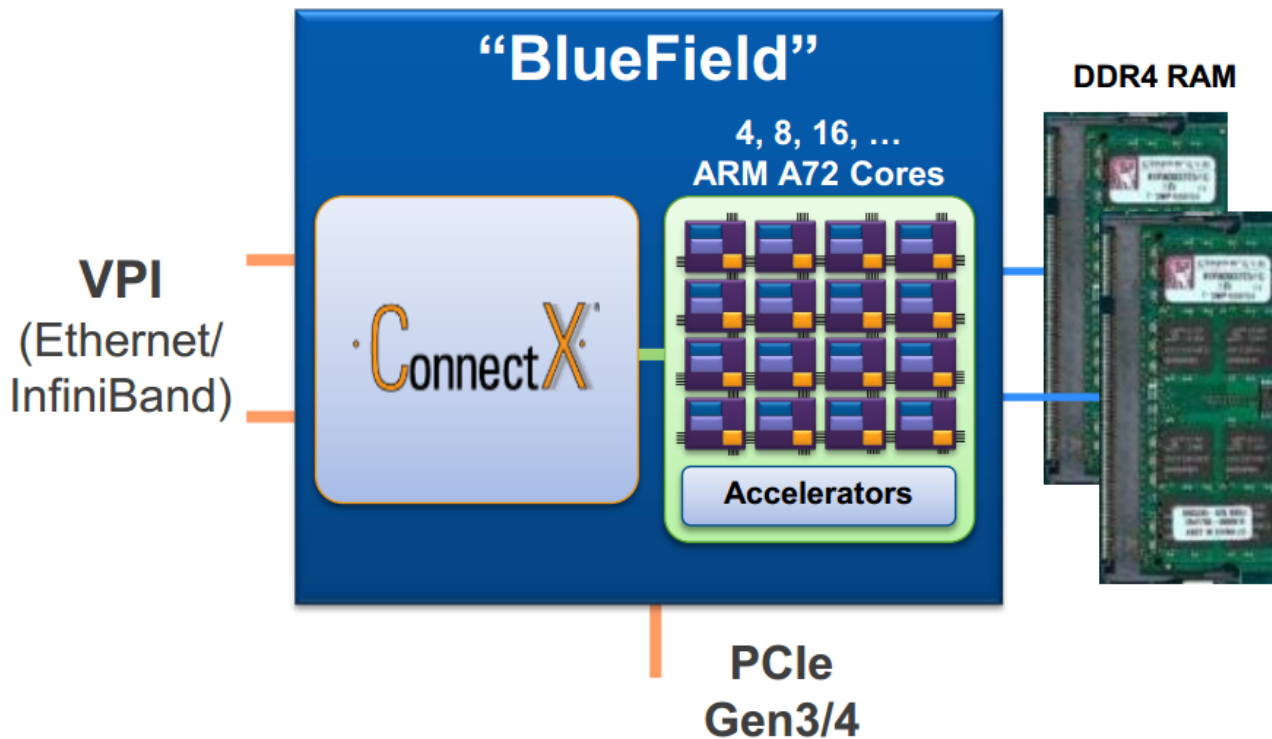 “BlueField”
DDR4 RAM
4, 8, 16, …
ARM A72 Cores
VPI
(Ethernet/
InfiniBand)
ConnectX®
Accelerators
PCIe
Gen3/4